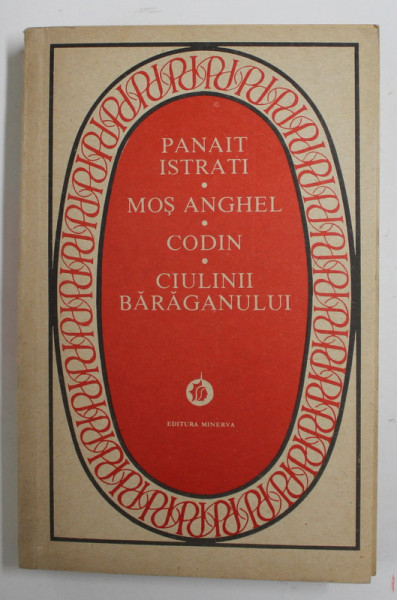 PANAIT
ISTRATI
•
MOȘ ANGHEL
•
CODIN
•
CIULINII
BĂRĂGANULUI
EDITURA MINERVA